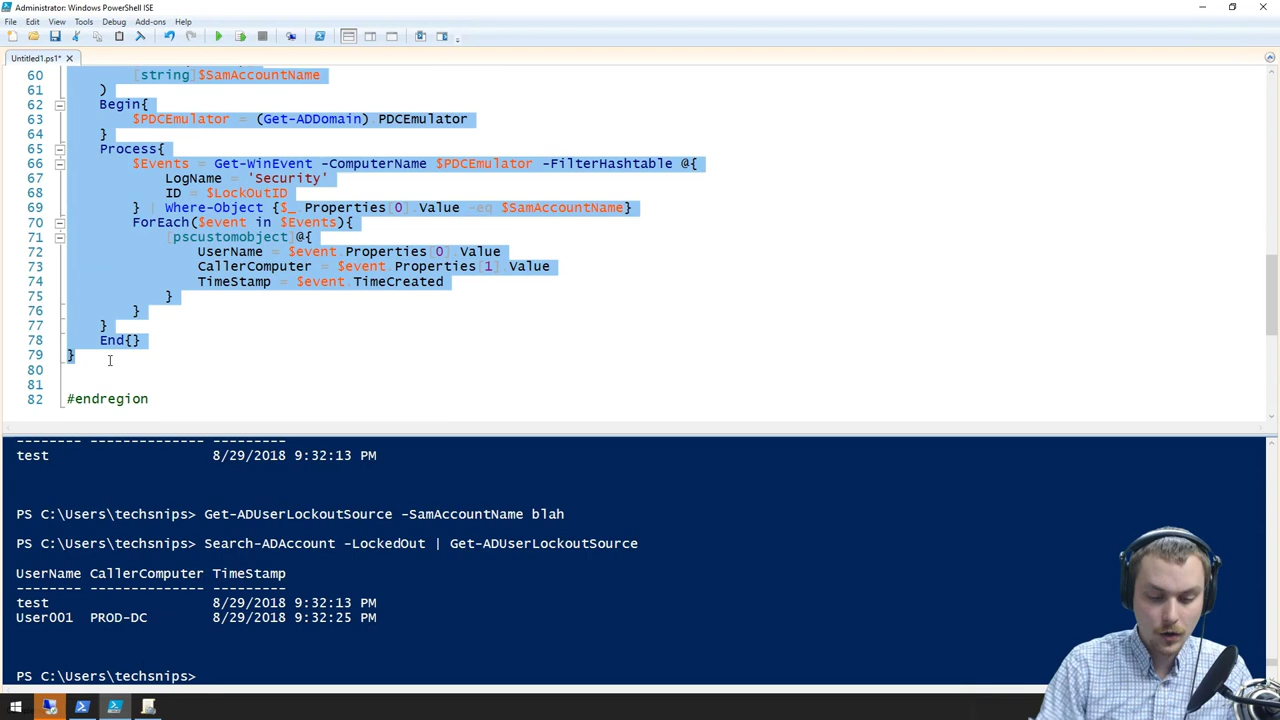 Administrator: Windows PowerShell ISE
File Edit View Tools Debug Add-ons Help
Untitled1.ps1*
60 [string]$SamAccountName
61 )
62 Begin{
63 $PDCEmulator = (Get-ADDomain).PDCEmulator
64 }
65 Process{
66 $Events = Get-WinEvent -ComputerName $PDCEmulator -FilterHashtable @{
67 LogName = 'Security'
68 ID = $LockOutID
69 } | Where-Object {$_.Properties[0].Value -eq $SamAccountName}
70 ForEach($event in $Events){
71 [pscustomobject]@{
72 UserName = $event.Properties[0].Value
73 CallerComputer = $event.Properties[1].Value
74 TimeStamp = $event.TimeCreated
75 }
76 }
77 }
78 End{}
79 }
80
81
82 #endregion
-------- -------------- ---------
test 8/29/2018 9:32:13 PM
PS C:\Users\techsnips> Get-ADUserLockoutSource -SamAccountName blah
PS C:\Users\techsnips> Search-ADAccount -LockedOut | Get-ADUserLockoutSource
UserName CallerComputer TimeStamp
-------- -------------- ---------
test 8/29/2018 9:32:13 PM
User001 PROD-DC 8/29/2018 9:32:25 PM
PS C:\Users\techsnips>